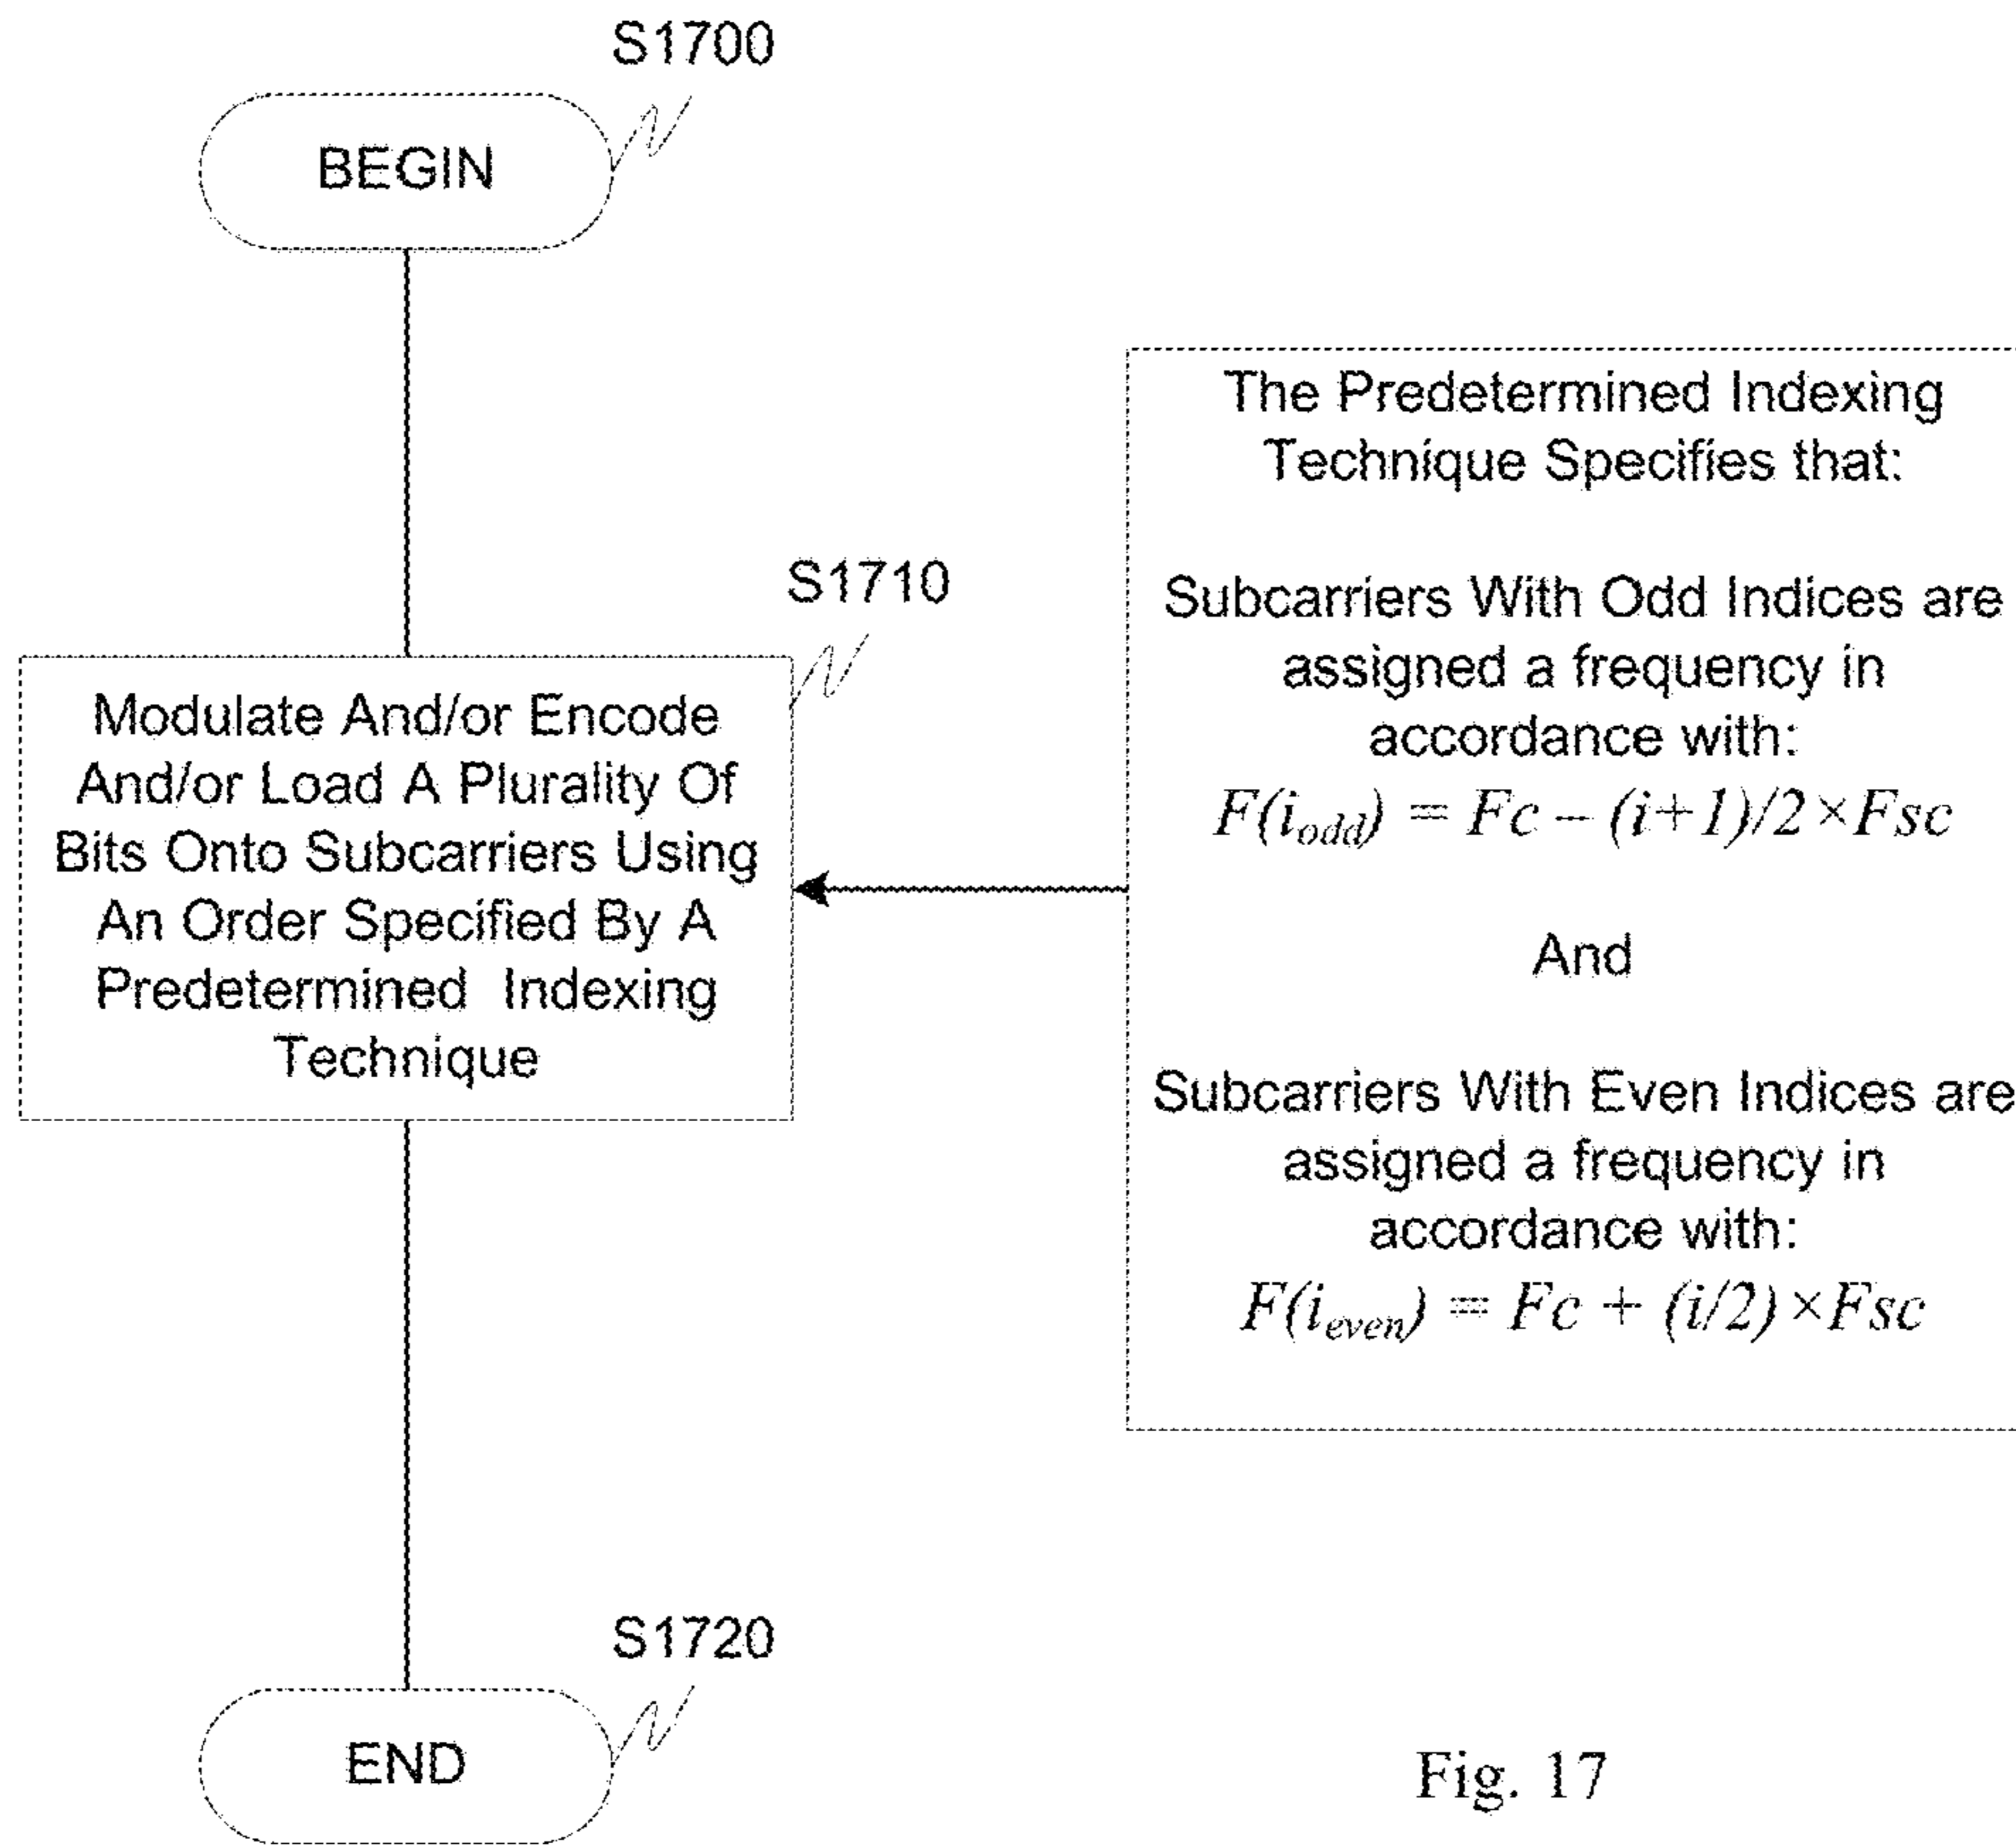 S1700
BEGIN
S1710
Modulate And/or Encode
And/or Load A Plurality Of
Bits Onto Subcarriers Using
An Order Specified By A
Predetermined Indexing
Technique
The Predetermined Indexing
Technique Specifies that:
Subcarriers With Odd Indices are
assigned a frequency in
accordance with:
F(i_odd) = Fc – (i+1)/2×Fsc
And
Subcarriers With Even Indices are
assigned a frequency in
accordance with:
F(i_even) = Fc + (i/2)×Fsc
S1720
END
Fig. 17